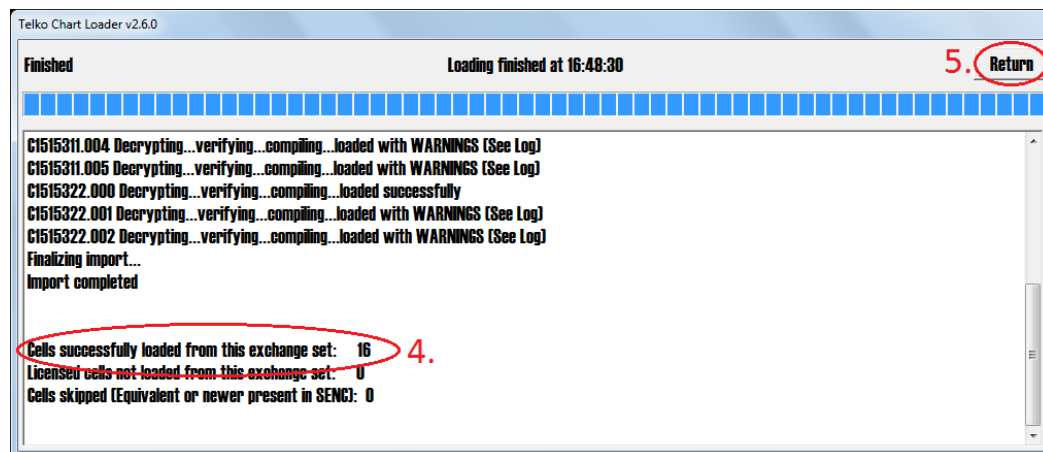 Telko Chart Loader v2.6.0
Finished Loading finished at 16:48:30 5. Return
C1515311.004 Decrypting...verifying...compiling...loaded with WARNINGS (See Log)
C1515311.005 Decrypting...verifying...compiling...loaded with WARNINGS (See Log)
C1515322.000 Decrypting...verifying...compiling...loaded successfully
C1515322.001 Decrypting...verifying...compiling...loaded with WARNINGS (See Log)
C1515322.002 Decrypting...verifying...compiling...loaded with WARNINGS (See Log)
Finalizing import...
Import completed
Cells successfully loaded from this exchange set: 16 4.
Licensed cells not loaded from this exchange set: 0
Cells skipped (Equivalent or newer present in SENC): 0